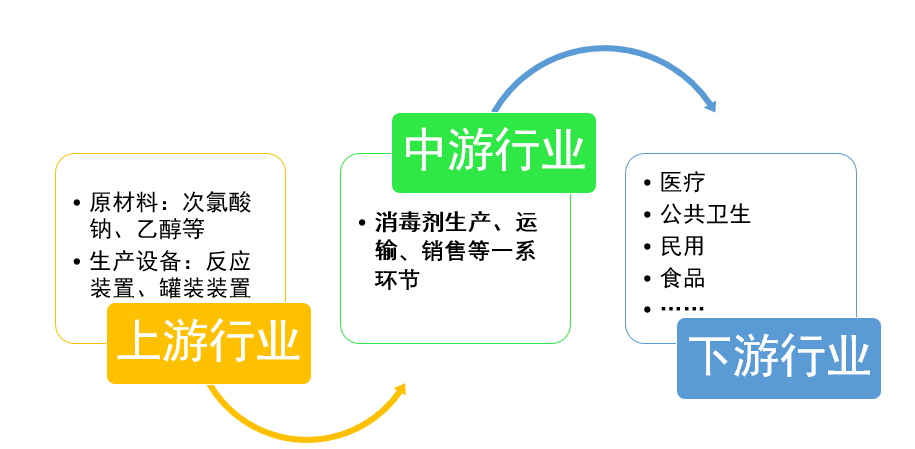 • 原材料：次氯酸
钠、乙醇等
• 生产设备：反应
装置、罐装装置
上游行业
中游行业
• 消毒剂生产、运
输、销售等一系
环节
• 医疗
• 公共卫生
• 民用
• 食品
• ……
下游行业